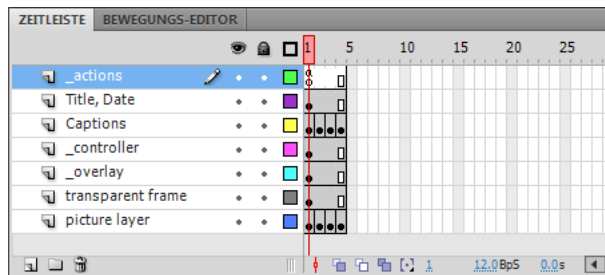 ZEITLEISTE BEWEGUNGS-EDITOR
1 5 10 15 20 25
_actions
Title, Date
Captions
_controller
_overlay
transparent frame
picture layer
1 12.0 BpS 0.0s